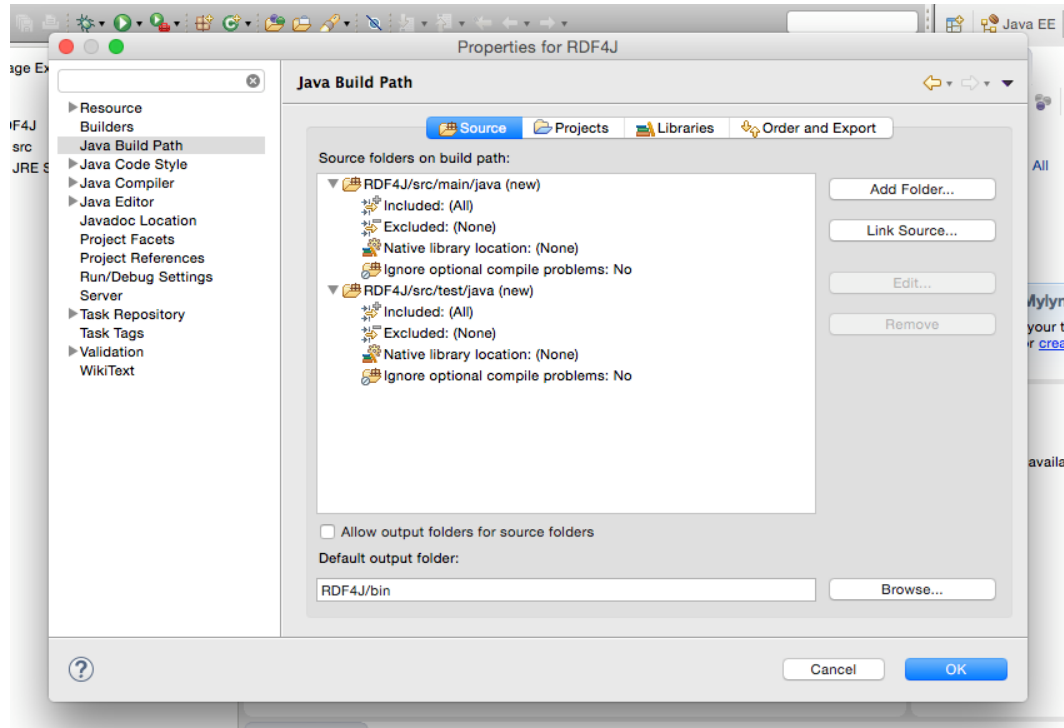 Java EE
Properties for RDF4J
age Ex
Java Build Path
Resource
Builders
Java Build Path
Java Code Style
Java Compiler
Java Editor
Javadoc Location
Project Facets
Project References
Run/Debug Settings
Server
Task Repository
Task Tags
Validation
WikiText
F4J
src
JRE S
Source
Projects
Libraries
Order and Export
Source folders on build path:
RDF4J/src/main/java (new)
Included: (All)
Excluded: (None)
Native library location: (None)
Ignore optional compile problems: No
RDF4J/src/test/java (new)
Included: (All)
Excluded: (None)
Native library location: (None)
Ignore optional compile problems: No
Add Folder...
Link Source...
Edit...
Remove
Allow output folders for source folders
Default output folder:
RDF4J/bin
Browse...
Cancel
OK
All
Mylyn
your t
or crea
availa